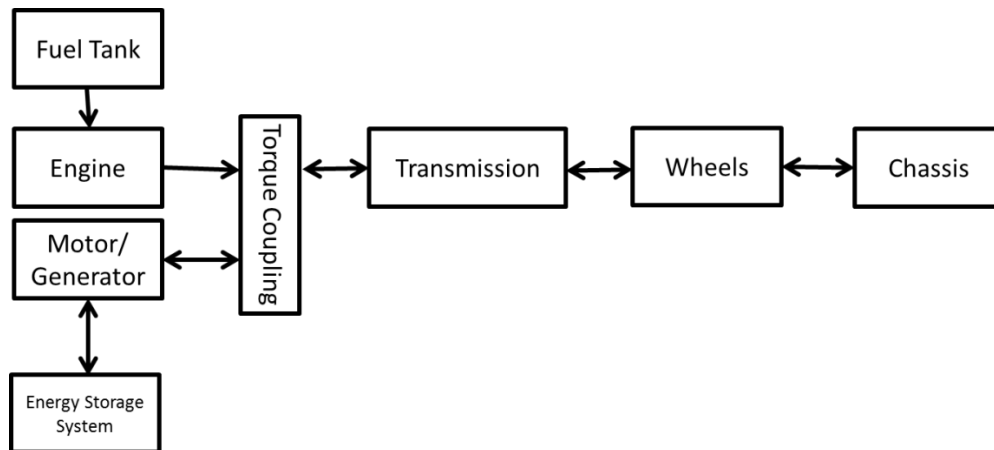 Fuel Tank
Engine
Motor/
Generator
Energy Storage
System
Torque Coupling
Transmission
Wheels
Chassis